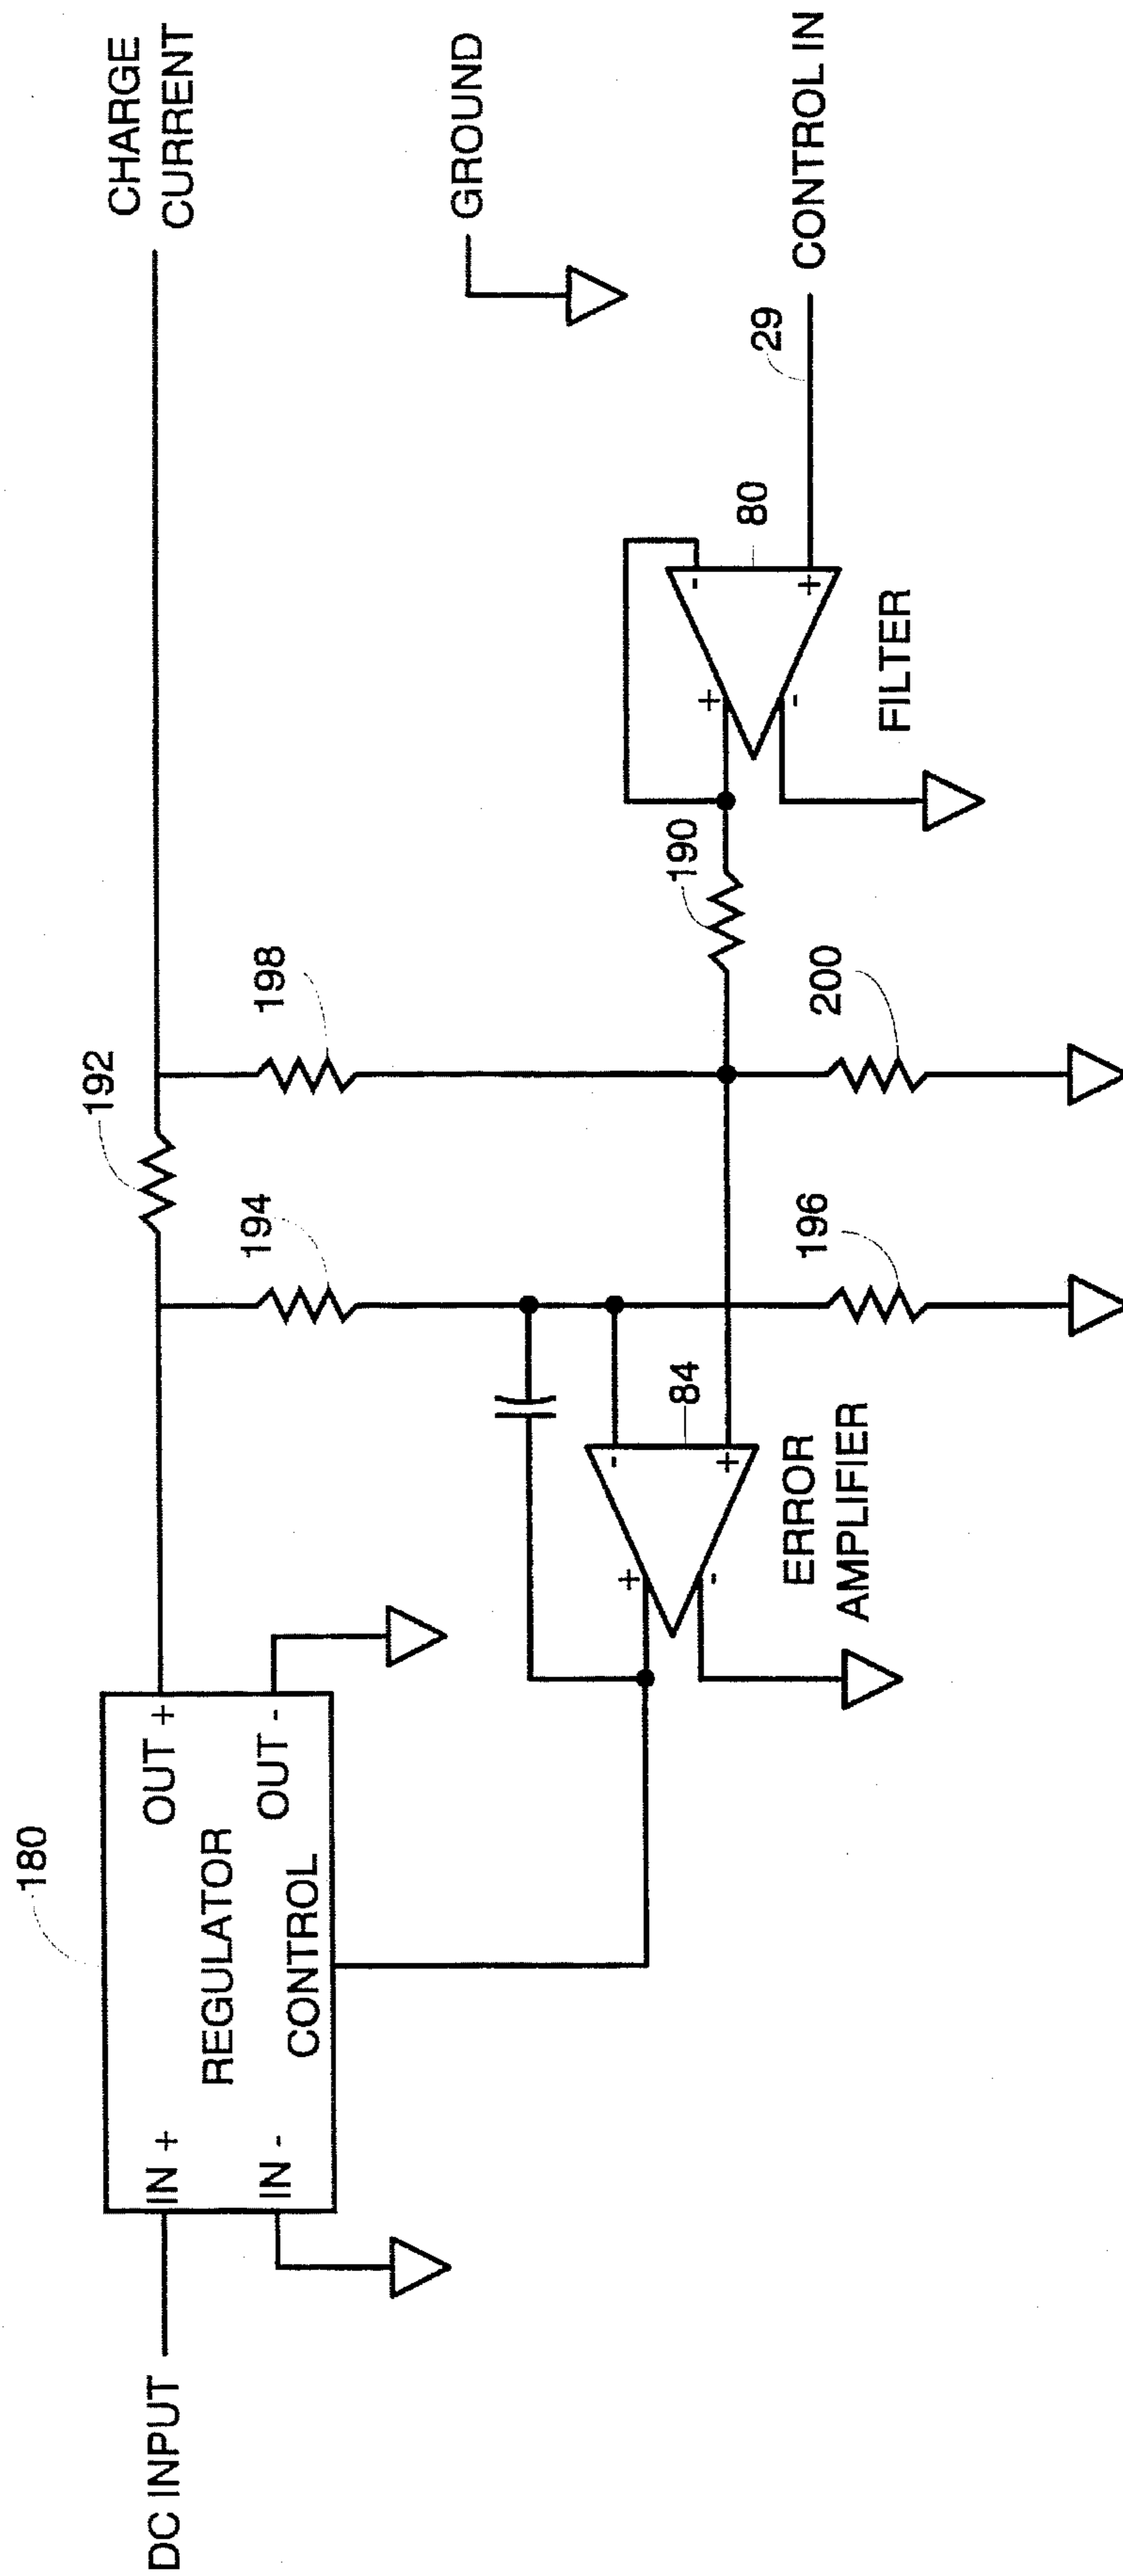 180
DC INPUT
IN +
IN -
REGULATOR
CONTROL
OUT +
OUT -
192
CHARGE
CURRENT
194
198
GROUND
+
-
-
+
84
ERROR
AMPLIFIER
196
200
190
+
-
-
+
80
FILTER
29
CONTROL IN